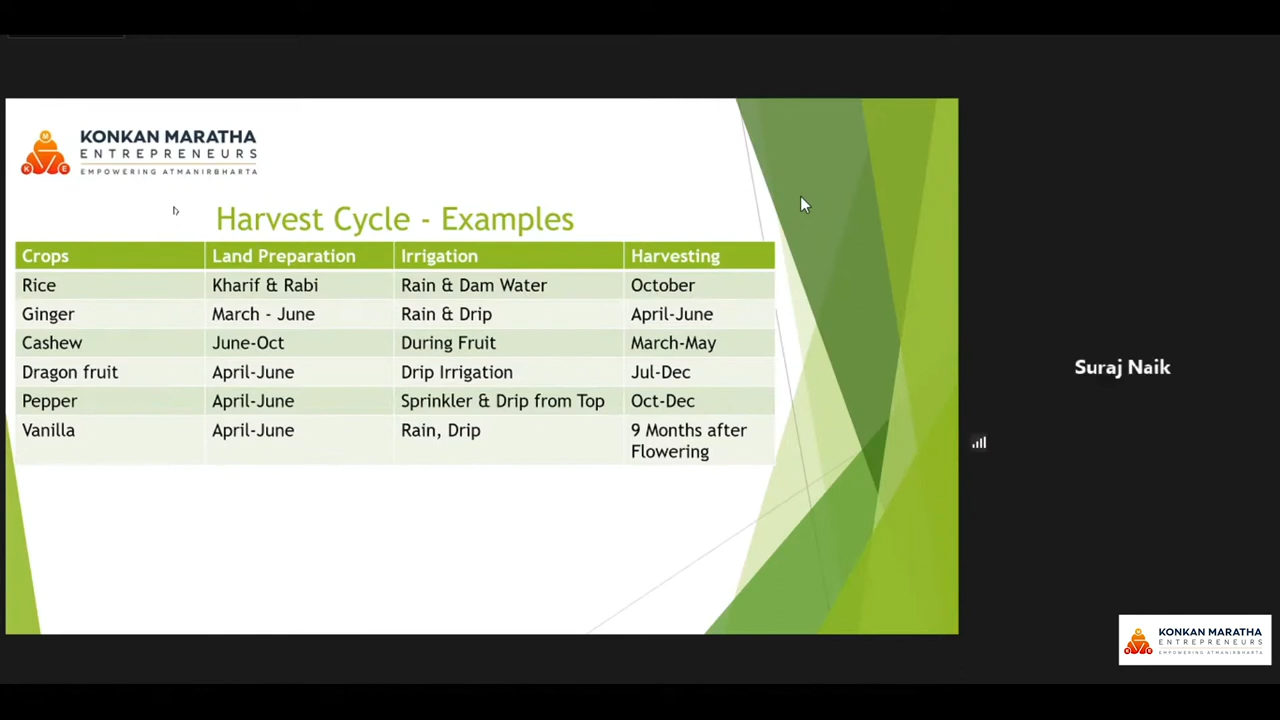 KONKAN MARATHA
ENTREPRENEURS
EMPOWERING ATMANIRBHARTA
Harvest Cycle - Examples
Crops Land Preparation Irrigation Harvesting
Rice Kharif & Rabi Rain & Dam Water October
Ginger March - June Rain & Drip April-June
Cashew June-Oct During Fruit March-May
Dragon fruit April-June Drip Irrigation Jul-Dec
Pepper April-June Sprinkler & Drip from Top Oct-Dec
Vanilla April-June Rain, Drip 9 Months after
Flowering
Suraj Naik
KONKAN MARATHA
ENTREPRENEURS
EMPOWERING ATMANIRBHARTA